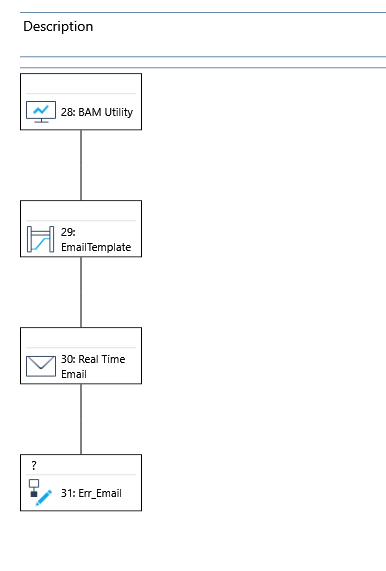 Description
28: BAM Utility
29:
EmailTemplate
30: Real Time
Email
?
31: Err_Email